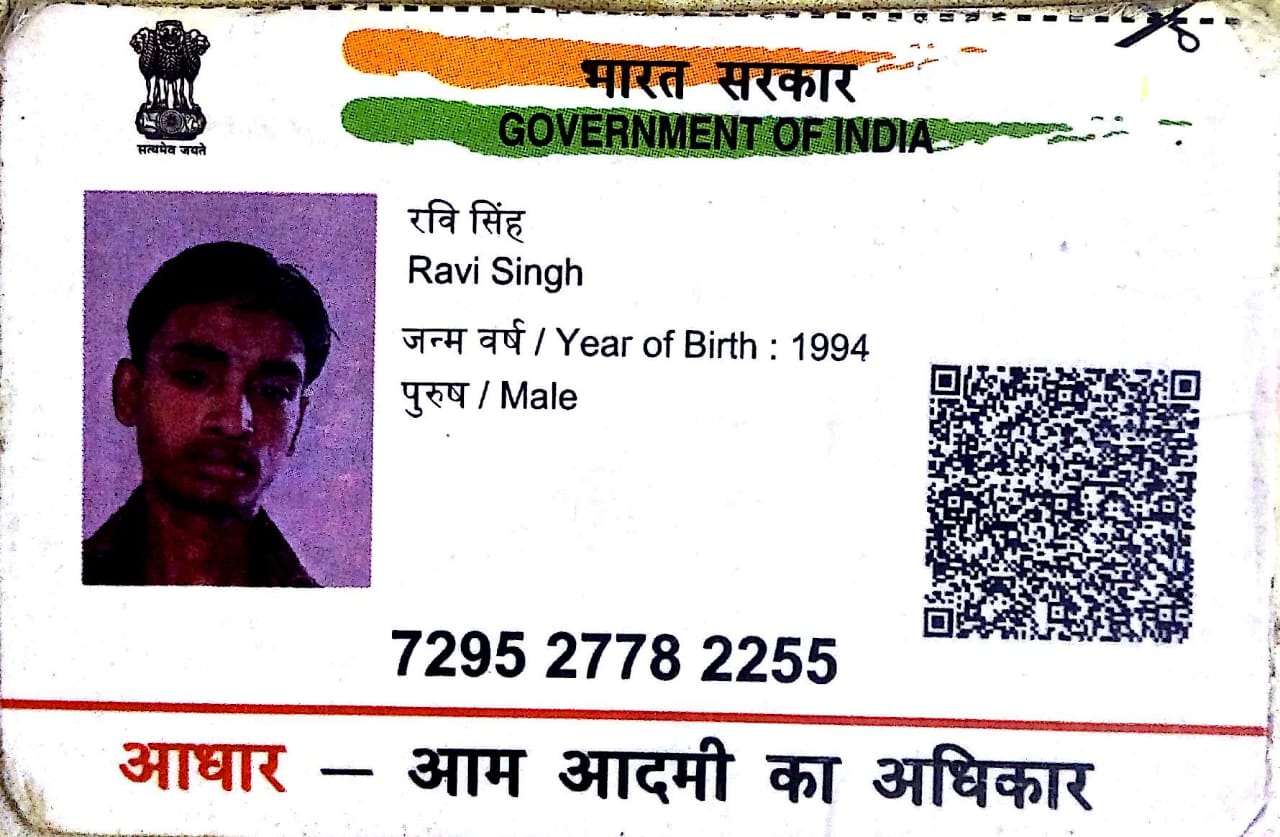 भारत सरकार
GOVERNMENT OF INDIA
सत्यमेव जयते
रवि सिंह
Ravi Singh
जन्म वर्ष / Year of Birth : 1994
पुरुष / Male
7295 2778 2255
आधार — आम आदमी का अधिकार